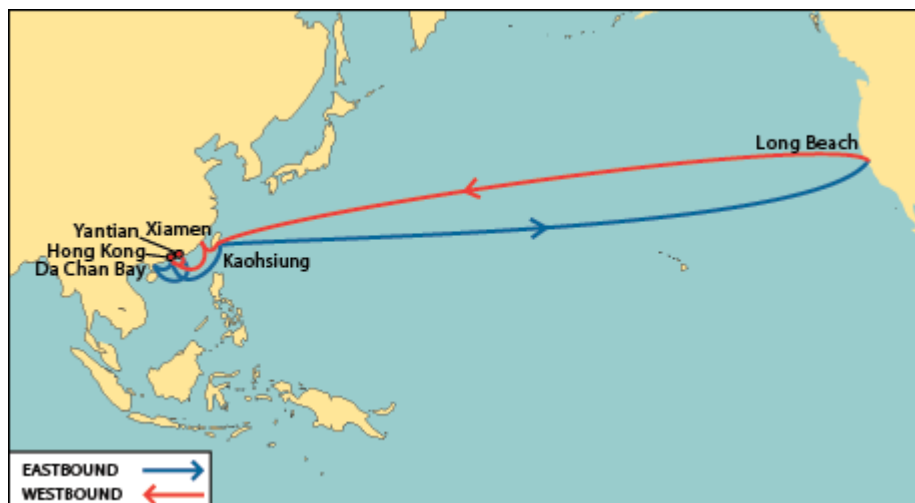 Long Beach
Yantian
Xiamen
Hong Kong
Da Chan Bay
Kaohsiung
EASTBOUND
WESTBOUND